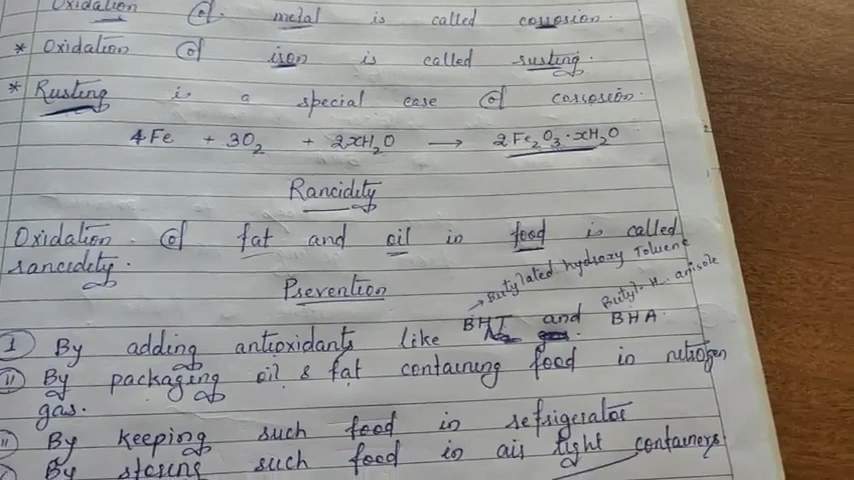 Oxidation of metal is called corrosion.
* Oxidation of iron is called rusting.
* Rusting is a special case of corrosion.
4Fe + 3O2 + 2xH2O → 2Fe2O3·xH2O
Rancidity
Oxidation of fat and oil in food is called
rancidity.
Prevention
→ Butylated hydroxy Toluene
Butyl. H.. anisole
I By adding antioxidants like BHT and BHA.
ii By packaging oil & fat containing food in nitrogen
gas.
By keeping such food in refrigerator
By storing such food in air tight containers